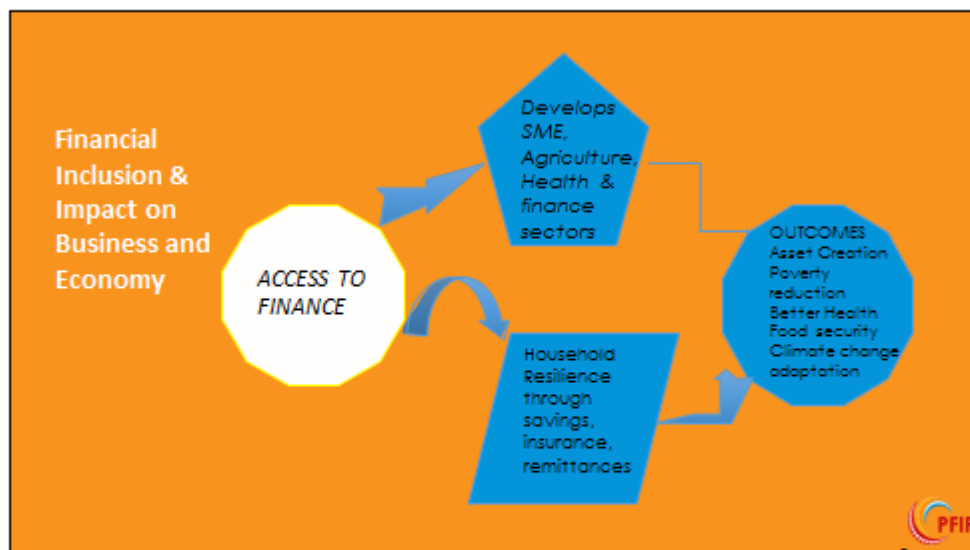 Financial
Inclusion &
Impact on
Business and
Economy
ACCESS TO
FINANCE
Develops
SME,
Agriculture,
Health &
finance
sectors
Household
Resilience
through
savings,
insurance,
remittances
OUTCOMES
Asset Creation
Poverty
reduction
Better Health
Food security
Climate change
adaptation
PFIP